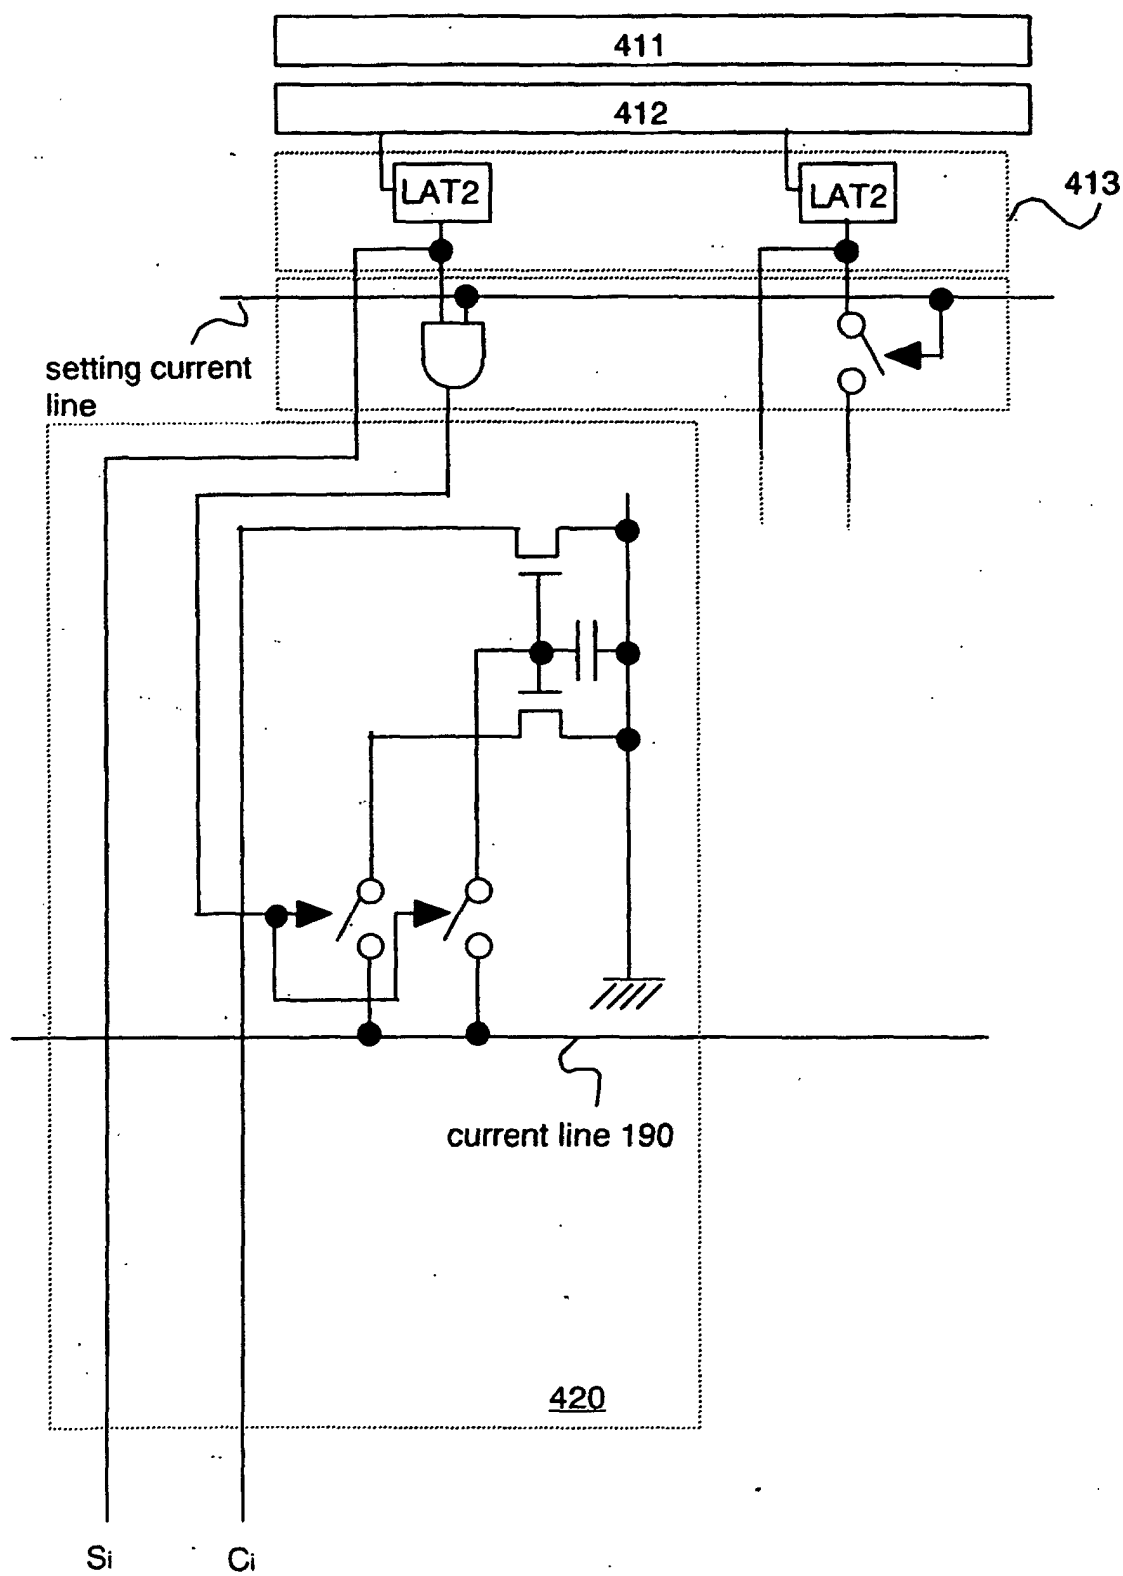 411
412
LAT2
LAT2
413
setting current
line
current line 190
420
Si
Ci